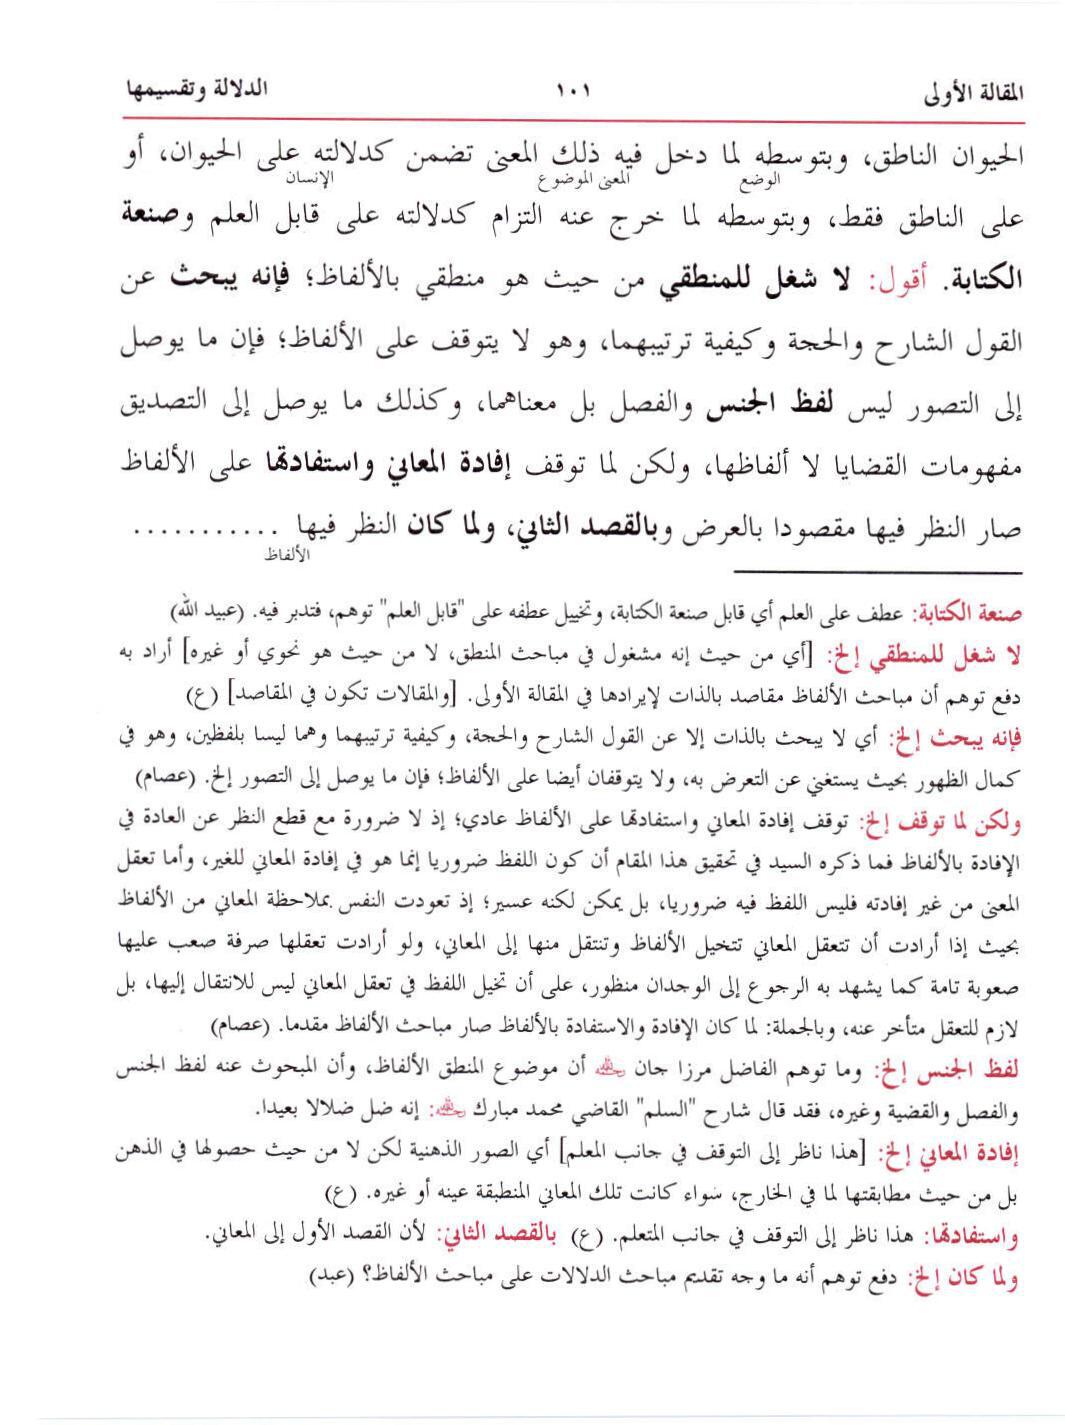 المقالة الأولى ١٠١ الدلالة وتقسيمها
الحيوان الناطق، وبتوسطه لما دخل فيه ذلك المعنى تضمن كدلالته على الحيوان، أو
الوضع المعنى الموضوع الإنسان
على الناطق فقط، وبتوسطه لما خرج عنه التزام كدلالته على قابل العلم وصنعة
الكتابة. أقول: لا شغل للمنطقي من حيث هو منطقي بالألفاظ؛ فإنه يبحث عن
القول الشارح والحجة وكيفية ترتيبهما، وهو لا يتوقف على الألفاظ؛ فإن ما يوصل
إلى التصور ليس لفظ الجنس والفصل بل معناهما، وكذلك ما يوصل إلى التصديق
مفهومات القضايا لا ألفاظها، ولكن لما توقف إفادة المعاني واستفادتها على الألفاظ
صار النظر فيها مقصودا بالعرض وبالقصد الثاني، ولما كان النظر فيها ...........
الألفاظ
صنعة الكتابة: عطف على العلم أي قابل صنعة الكتابة، وتخييل عطفه على "قابل العلم" توهم، فتدبر فيه. (عبيد الله)
لا شغل للمنطقي إلخ: [أي من حيث إنه مشغول في مباحث المنطق، لا من حيث هو نحوي أو غيره] أراد به
دفع توهم أن مباحث الألفاظ مقاصد بالذات لإيرادها في المقالة الأولى. [والمقالات تكون في المقاصد] (ع)
فإنه يبحث إلخ: أي لا يبحث بالذات إلا عن القول الشارح والحجة، وكيفية ترتيبهما وهما ليسا بلفظين، وهو في
كمال الظهور بحيث يستغني عن التعرض به، ولا يتوقفان أيضا على الألفاظ؛ فإن ما يوصل إلى التصور إلخ. (عصام)
ولكن لما توقف إلخ: توقف إفادة المعاني واستفادتها على الألفاظ عادي؛ إذ لا ضرورة مع قطع النظر عن العادة في
الإفادة بالألفاظ فما ذكره السيد في تحقيق هذا المقام أن كون اللفظ ضروريا إنما هو في إفادة المعاني للغير، وأما تعقل
المعنى من غير إفادته فليس اللفظ فيه ضروريا، بل يمكن لكنه عسير؛ إذ تعودت النفس بملاحظة المعاني من الألفاظ
بحيث إذا أرادت أن تتعقل المعاني تتخيل الألفاظ وتنتقل منها إلى المعاني، ولو أرادت تعقلها صرفة صعب عليها
صعوبة تامة كما يشهد به الرجوع إلى الوجدان منظور، على أن تخيل اللفظ في تعقل المعاني ليس للانتقال إليها، بل
لازم للتعقل متأخر عنه، وبالجملة: لما كان الإفادة والاستفادة بالألفاظ صار مباحث الألفاظ مقدما. (عصام)
لفظ الجنس إلخ: وما توهم الفاضل مرزا جان أن موضوع المنطق الألفاظ، وأن المبحوث عنه لفظ الجنس
والفصل والقضية وغيره، فقد قال شارح "السلم" القاضي محمد مبارك: إنه ضل ضلالا بعيدا.
إفادة المعاني إلخ: [هذا ناظر إلى التوقف في جانب المعلم] أي الصور الذهنية لكن لا من حيث حصولها في الذهن
بل من حيث مطابقتها لما في الخارج، سواء كانت تلك المعاني المنطبقة عينه أو غيره. (ع)
واستفادتها: هذا ناظر إلى التوقف في جانب المتعلم. (ع) بالقصد الثاني: لأن القصد الأول إلى المعاني.
ولما كان إلخ: دفع توهم أنه ما وجه تقديم مباحث الدلالات على مباحث الألفاظ؟ (عبد)